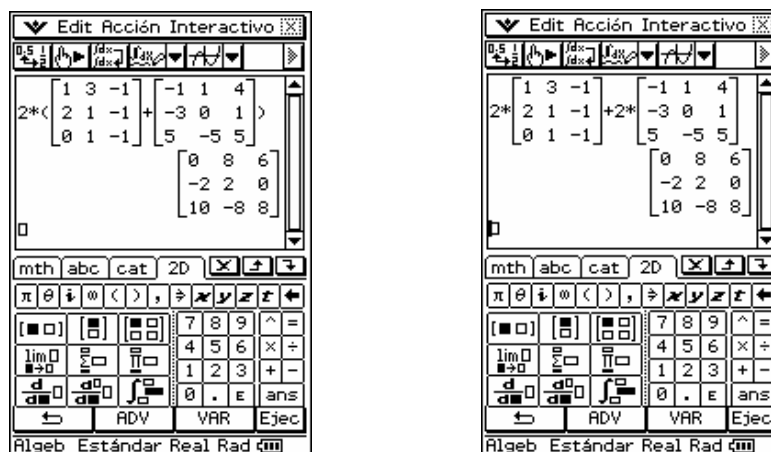 Edit Acción Interactivo
2*([1 3 -1
2 1 -1
0 1 -1]+[-1 1 4
-3 0 1
5 -5 5])
[0 8 6
-2 2 0
10 -8 8]
mth abc cat 2D
π θ i ∞ ( ) , ⇒ x y z t ←
7 8 9 ^ =
lim 4 5 6 × ÷
1 2 3 + -
d d 0 . E ans
ADV VAR Ejec
Algeb Estándar Real Rad
Edit Acción Interactivo
2*[1 3 -1
2 1 -1
0 1 -1]+2*[-1 1 4
-3 0 1
5 -5 5]
[0 8 6
-2 2 0
10 -8 8]
mth abc cat 2D
π θ i ∞ ( ) , ⇒ x y z t ←
7 8 9 ^ =
lim 4 5 6 × ÷
1 2 3 + -
d d 0 . E ans
ADV VAR Ejec
Algeb Estándar Real Rad